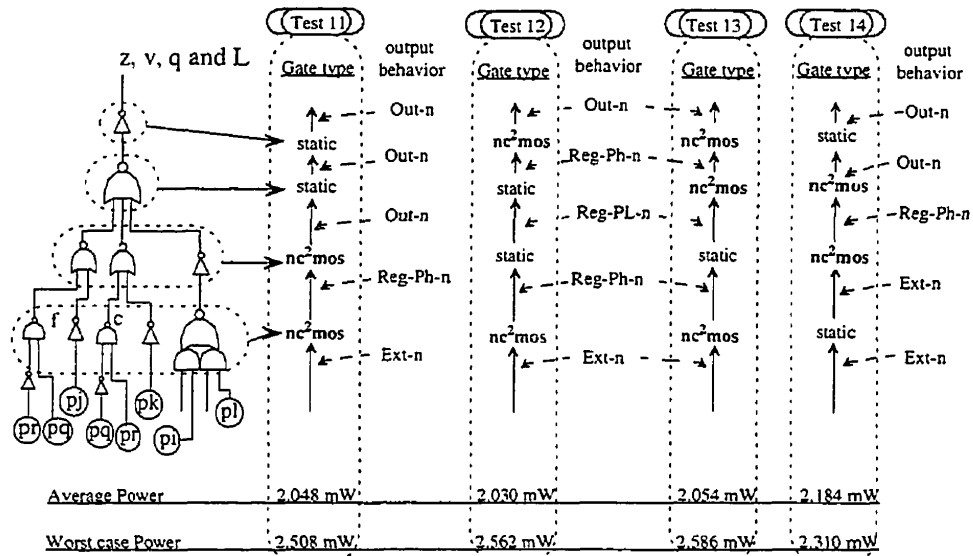 Test 11 Test 12 Test 13 Test 14
z, v, q and L
output behavior output behavior output behavior
Gate type Gate type Gate type Gate type
Out-n Out-n Out-n
static nc²mos nc²mos static
Out-n Reg-Ph-n Out-n
static static nc²mos nc²mos
Out-n Reg-PL-n Reg-Ph-n
nc²mos static static nc²mos
Reg-Ph-n Reg-Ph-n Ext-n
f c
nc²mos nc²mos nc²mos static
Ext-n Ext-n Ext-n
pr pq pj pq pr pk pi pl
Average Power 2.048 mW 2.030 mW 2.054 mW 2.184 mW
Worst case Power 2.508 mW 2.562 mW 2.586 mW 2.310 mW